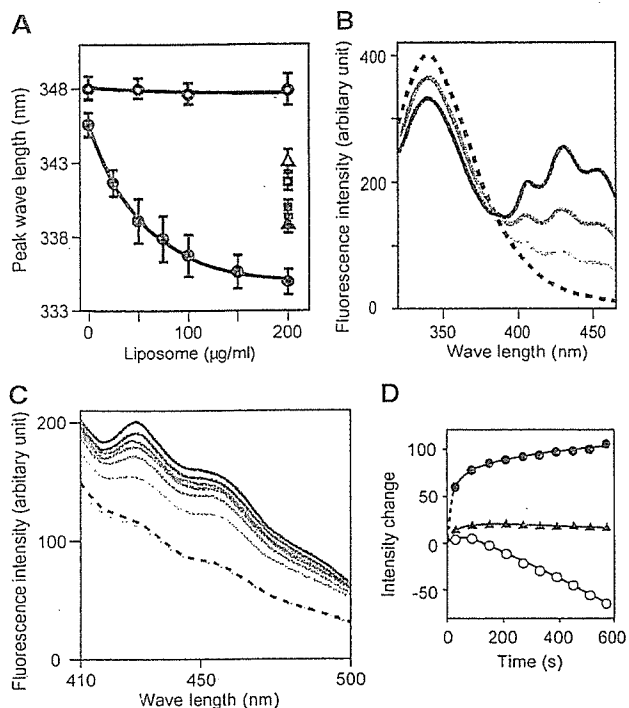 A
Peak wave length (nm)
348
343
338
333
0
100
200
Liposome (μg/ml)
B
Fluorescence intensity (arbitary unit)
400
200
0
350
400
450
Wave length (nm)
C
Fluorescence intensity (arbitary unit)
200
100
0
410
450
500
Wave length (nm)
D
Intensity change
100
50
0
-50
0
200
400
600
Time (s)